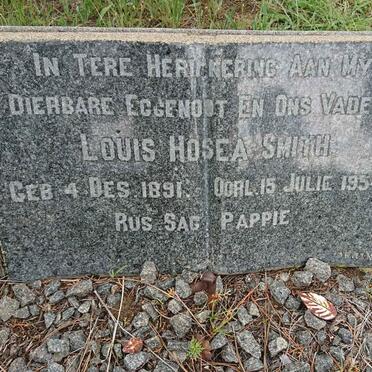 IN TERE HERINNERING AAN MY
DIERBARE EGGENOOT EN ONS VADER
LOUIS HOSEA SMITH
GEB 4 DES 1891. OORL. 15 JULIE 195
RUS SAG PAPPIE